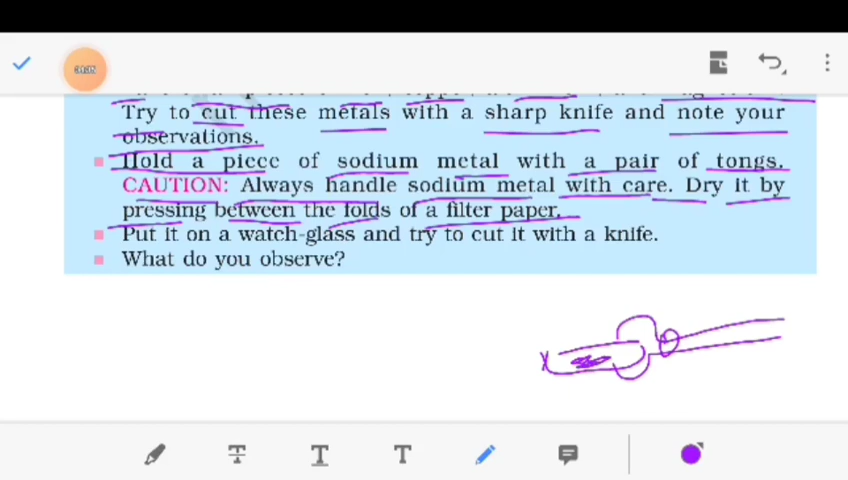 Try to cut these metals with a sharp knife and note your
observations.
Hold a piece of sodium metal with a pair of tongs.
CAUTION: Always handle sodium metal with care. Dry it by
pressing between the folds of a filter paper.
Put it on a watch-glass and try to cut it with a knife.
What do you observe?
T T T